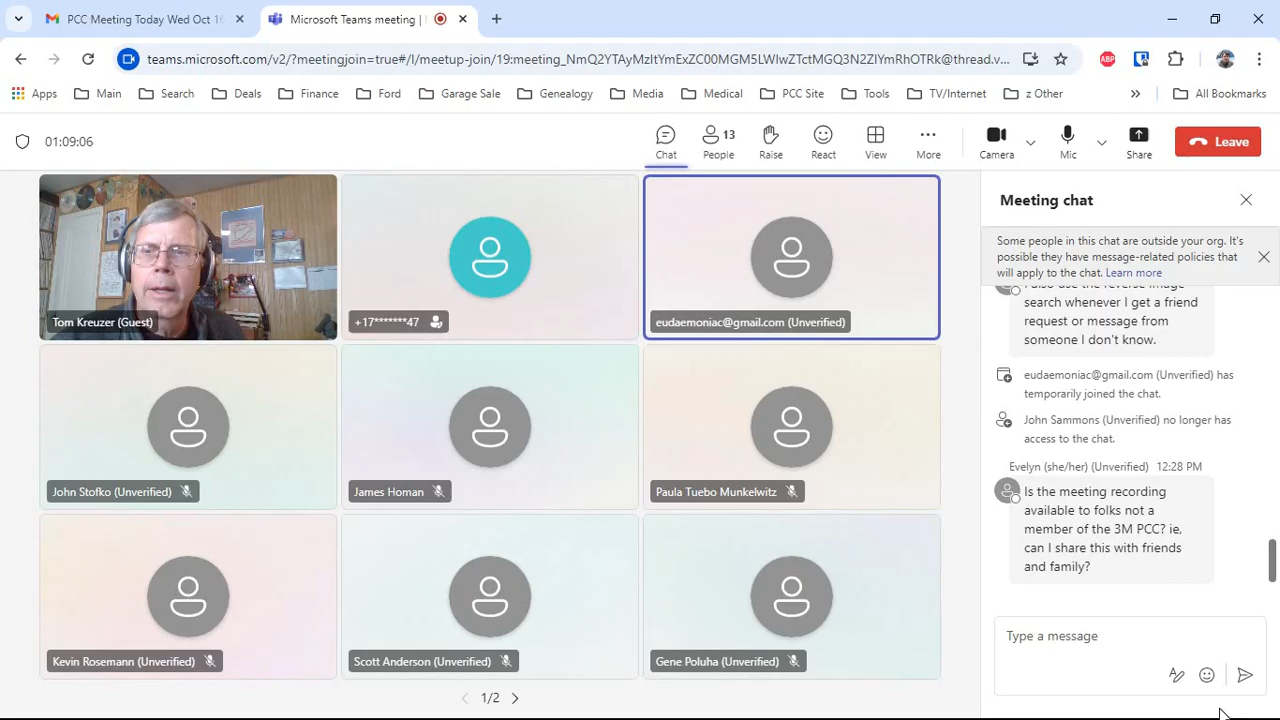 PCC Meeting Today Wed Oct 16
Microsoft Teams meeting |
teams.microsoft.com/v2/?meetingjoin=true#/l/meetup-join/19:meeting_NmQ2YTAyMzItYmExZC00MGM5LWIwZTctMGQ3N2ZlYmRhOTRk@thread.v...
ABP
Apps Main Search Deals Finance Ford Garage Sale Genealogy Media Medical PCC Site Tools TV/Internet z Other » All Bookmarks
01:09:06
Chat
13
People
Raise
React
View
More
Camera
Mic
Share
Leave
Tom Kreuzer (Guest)
+17*******47
eudaemoniac@gmail.com (Unverified)
John Stofko (Unverified)
James Homan
Paula Tuebo Munkelwitz
Kevin Rosemann (Unverified)
Scott Anderson (Unverified)
Gene Poluha (Unverified)
1/2
Meeting chat
Some people in this chat are outside your org. It's
possible they have message-related policies that
will apply to the chat. Learn more
I also use the reverse image
search whenever I get a friend
request or message from
someone I don't know.
eudaemoniac@gmail.com (Unverified) has
temporarily joined the chat.
John Sammons (Unverified) no longer has
access to the chat.
Evelyn (she/her) (Unverified) 12:28 PM
Is the meeting recording
available to folks not a
member of the 3M PCC? ie,
can I share this with friends
and family?
Type a message